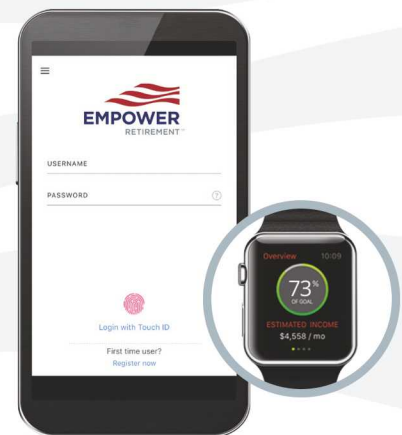 EMPOWER
RETIREMENT™
USERNAME
PASSWORD
?
Login with Touch ID
First time user?
Register now
Overview 10:09
73%
OF GOAL
ESTIMATED INCOME
$4,558 / mo